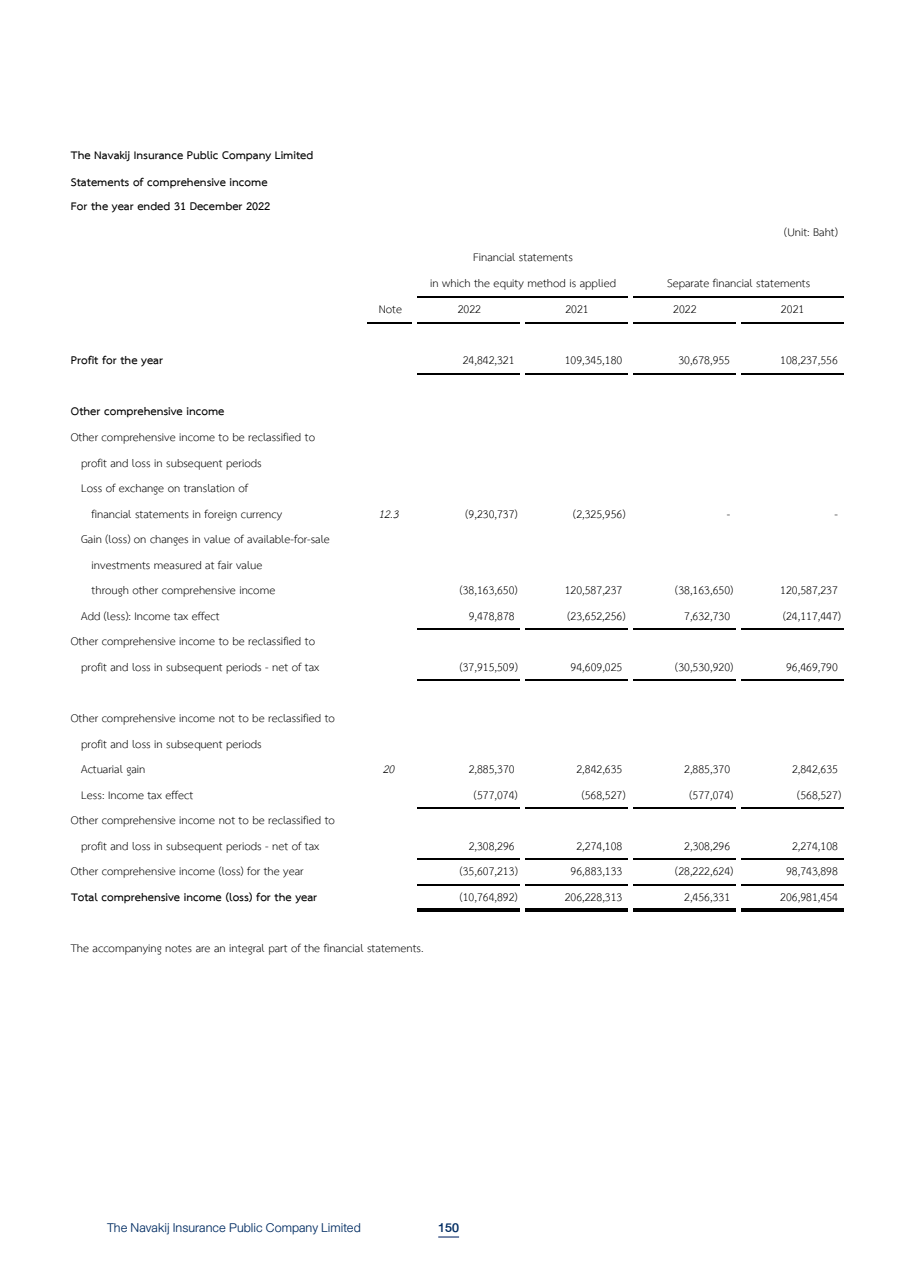 The Navakij Insurance Public Company Limited
Statements of comprehensive income
For the year ended 31 December 2022
(Unit: Baht)
Financial statements
in which the equity method is applied Separate financial statements
Note 2022 2021 2022 2021
Profit for the year 24,842,321 109,345,180 30,678,955 108,237,556
Other comprehensive income
Other comprehensive income to be reclassified to
profit and loss in subsequent periods
Loss of exchange on translation of
financial statements in foreign currency 12.3 (9,230,737) (2,325,956) - -
Gain (loss) on changes in value of available-for-sale
investments measured at fair value
through other comprehensive income (38,163,650) 120,587,237 (38,163,650) 120,587,237
Add (less): Income tax effect 9,478,878 (23,652,256) 7,632,730 (24,117,447)
Other comprehensive income to be reclassified to
profit and loss in subsequent periods - net of tax (37,915,509) 94,609,025 (30,530,920) 96,469,790
Other comprehensive income not to be reclassified to
profit and loss in subsequent periods
Actuarial gain 20 2,885,370 2,842,635 2,885,370 2,842,635
Less: Income tax effect (577,074) (568,527) (577,074) (568,527)
Other comprehensive income not to be reclassified to
profit and loss in subsequent periods - net of tax 2,308,296 2,274,108 2,308,296 2,274,108
Other comprehensive income (loss) for the year (35,607,213) 96,883,133 (28,222,624) 98,743,898
Total comprehensive income (loss) for the year (10,764,892) 206,228,313 2,456,331 206,981,454
The accompanying notes are an integral part of the financial statements.
The Navakij Insurance Public Company Limited 150